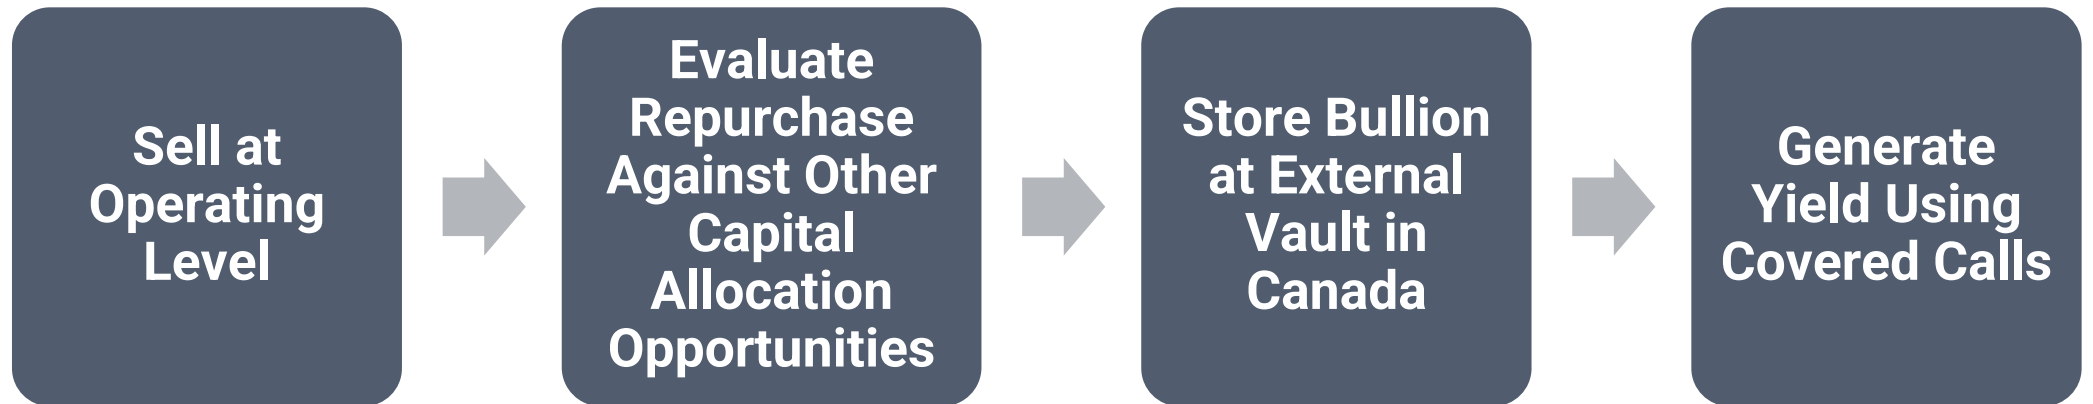 Sell at
Operating
Level
Evaluate
Repurchase
Against Other
Capital
Allocation
Opportunities
Store Bullion
at External
Vault in
Canada
Generate
Yield Using
Covered Calls